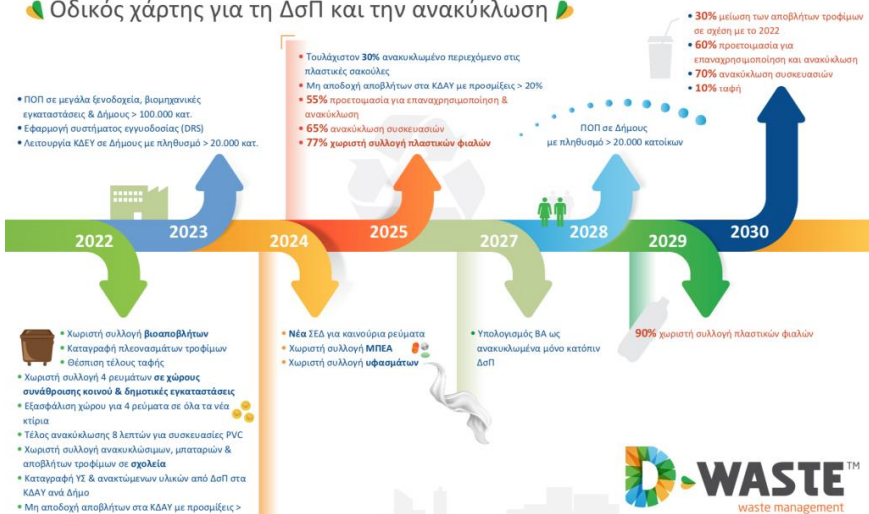 Οδικός χάρτης για τη ΔσΠ και την ανακύκλωση
• ΠΟΠ σε μεγάλα ξενοδοχεία, βιομηχανικές
εγκαταστάσεις & Δήμους > 100.000 κατ.
• Εφαρμογή συστήματος εγγυοδοσίας (DRS)
• Λειτουργία ΚΔΕΥ σε Δήμους με πληθυσμό > 20.000 κατ.
• Τουλάχιστον 30% ανακυκλωμένο περιεχόμενο στις
πλαστικές σακούλες
• Μη αποδοχή αποβλήτων στα ΚΔΑΥ με προσμίξεις > 20%
• 55% προετοιμασία για επαναχρησιμοποίηση &
ανακύκλωση
• 65% ανακύκλωση συσκευασιών
• 77% χωριστή συλλογή πλαστικών φιαλών
ΠΟΠ σε Δήμους
με πληθυσμό > 20.000 κατοίκων
• 30% μείωση των αποβλήτων τροφίμων
σε σχέση με το 2022
• 60% προετοιμασία για
επαναχρησιμοποίηση και ανακύκλωση
• 70% ανακύκλωση συσκευασιών
• 10% ταφή
2022
2023
2024
2025
2027
2028
2029
2030
• Χωριστή συλλογή βιοαποβλήτων
• Καταγραφή πλεονασμάτων τροφίμων
• Θέσπιση τέλους ταφής
• Χωριστή συλλογή 4 ρευμάτων σε χώρους
συνάθροισης κοινού & δημοτικές εγκαταστάσεις
• Εξασφάλιση χώρου για 4 ρεύματα σε όλα τα νέα
κτίρια
• Τέλος ανακύκλωσης 8 λεπτών για συσκευασίες PVC
• Χωριστή συλλογή ανακυκλώσιμων, μπαταριών &
αποβλήτων τροφίμων σε σχολεία
• Καταγραφή ΥΣ & ανακτώμενων υλικών από ΔσΠ στα
ΚΔΑΥ ανά Δήμο
• Μη αποδοχή αποβλήτων στα ΚΔΑΥ με προσμίξεις >
• Νέα ΣΕΔ για καινούρια ρεύματα
• Χωριστή συλλογή ΜΠΕΑ
• Χωριστή συλλογή υφασμάτων
• Υπολογισμός ΒΑ ως
ανακυκλωμένα μόνο κατόπιν
ΔσΠ
90% χωριστή συλλογή πλαστικών φιαλών
D-WASTE™
waste management